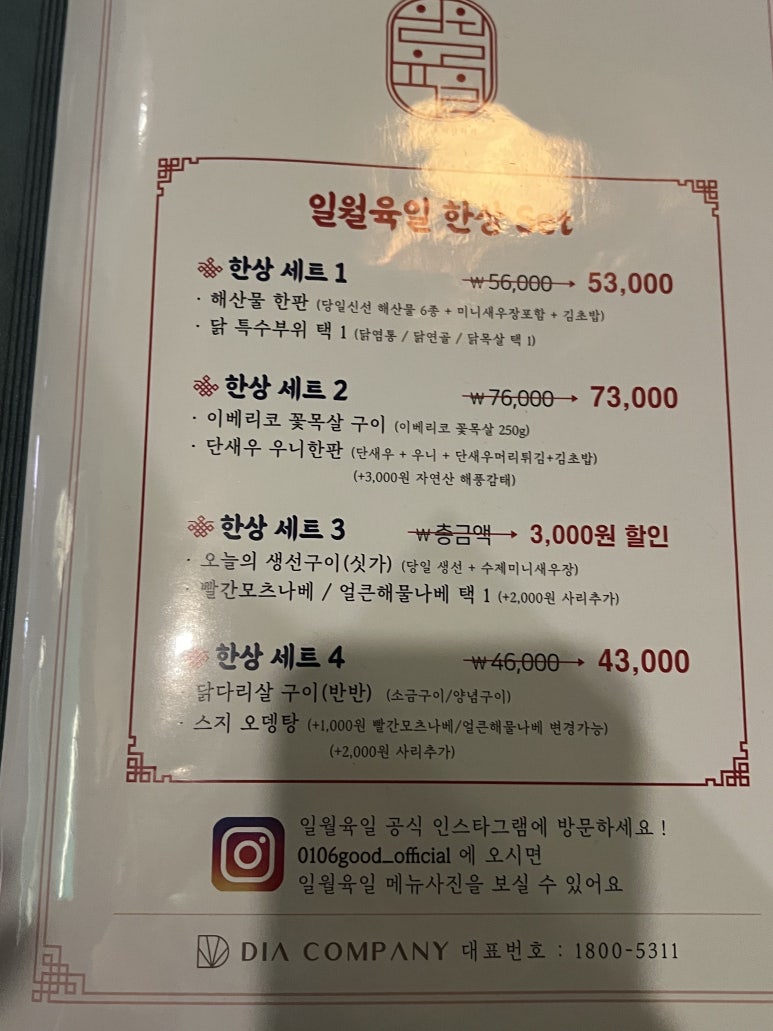 일월육일
일월육일 한상 Set
한상 세트 1 ₩56,000 → 53,000
· 해산물 한판 (당일신선 해산물 6종 + 미니새우장포함 + 김초밥)
· 닭 특수부위 택 1 (닭염통 / 닭연골 / 닭목살 택 1)
한상 세트 2 ₩76,000 → 73,000
· 이베리코 꽃목살 구이 (이베리코 꽃목살 250g)
· 단새우 우니한판 (단새우 + 우니 + 단새우머리튀김+김초밥)
(+3,000원 자연산 해풍감태)
한상 세트 3 ₩총금액 → 3,000원 할인
· 오늘의 생선구이(싯가) (당일 생선 + 수제미니새우장)
· 빨간모츠나베 / 얼큰해물나베 택 1 (+2,000원 사리추가)
한상 세트 4 ₩46,000 → 43,000
닭다리살 구이(반반) (소금구이/양념구이)
· 스지 오뎅탕 (+1,000원 빨간모츠나베/얼큰해물나베 변경가능)
(+2,000원 사리추가)
일월육일 공식 인스타그램에 방문하세요 !
0106good_official 에 오시면
일월육일 메뉴사진을 보실 수 있어요
DIA COMPANY 대표번호 : 1800-5311